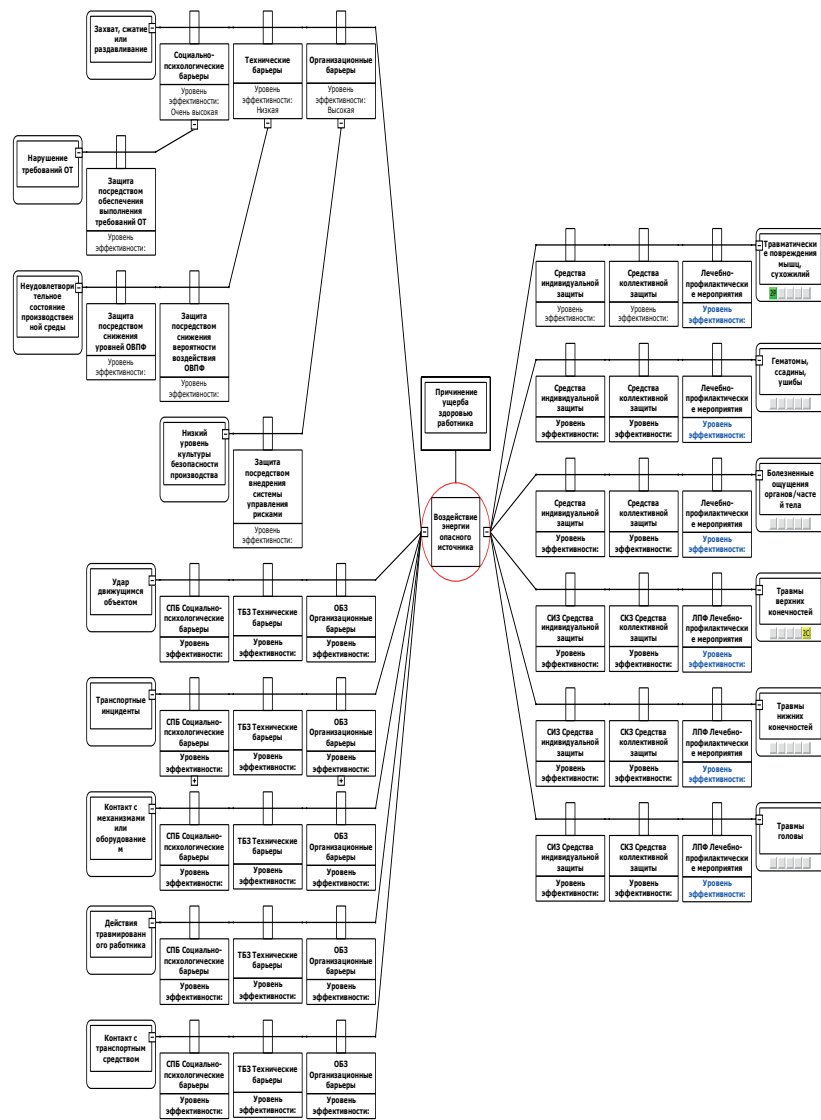 Захват, сжатие
или
раздавливание
Социально-
психологические
барьеры
Уровень
эффективности:
Очень высокая
Технические
барьеры
Уровень
эффективности:
Низкая
Организационные
барьеры
Уровень
эффективности:
Высокая
Нарушение
требований ОТ
Защита
посредством
обеспечения
выполнения
требований ОТ
Уровень
эффективности:
Неудовлетвори
тельное
состояние
производствен
ной среды
Защита
посредством
снижения
уровней ОВПФ
Уровень
эффективности:
Защита
посредством
снижения
вероятности
воздействия
ОВПФ
Уровень
эффективности:
Низкий
уровень
культуры
безопасности
производства
Защита
посредством
внедрения
системы
управления
рисками
Уровень
эффективности:
Удар
движущимся
объектом
СПБ Социально-
психологические
барьеры
Уровень
эффективности:
ТБЗ Технические
барьеры
Уровень
эффективности:
ОБЗ
Организационные
барьеры
Уровень
эффективности:
Транспортные
инциденты
СПБ Социально-
психологические
барьеры
Уровень
эффективности:
ТБЗ Технические
барьеры
Уровень
эффективности:
ОБЗ
Организационные
барьеры
Уровень
эффективности:
Контакт с
механизмами
или
оборудование
м
СПБ Социально-
психологические
барьеры
Уровень
эффективности:
ТБЗ Технические
барьеры
Уровень
эффективности:
ОБЗ
Организационные
барьеры
Уровень
эффективности:
Действия
травмированн
ого работника
СПБ Социально-
психологические
барьеры
Уровень
эффективности:
ТБЗ Технические
барьеры
Уровень
эффективности:
ОБЗ
Организационные
барьеры
Уровень
эффективности:
Контакт с
транспортным
средством
СПБ Социально-
психологические
барьеры
Уровень
эффективности:
ТБЗ Технические
барьеры
Уровень
эффективности:
ОБЗ
Организационные
барьеры
Уровень
эффективности:
Причинение
ущерба
здоровью
работника
Воздействие
энергии
опасного
источника
Средства
индивидуальной
защиты
Уровень
эффективности:
Средства
коллективной
защиты
Уровень
эффективности:
Лечебно-
профилактически
е мероприятия
Уровень
эффективности:
Травматически
е повреждения
мышц,
сухожилий
Средства
индивидуальной
защиты
Уровень
эффективности:
Средства
коллективной
защиты
Уровень
эффективности:
Лечебно-
профилактически
е мероприятия
Уровень
эффективности:
Гематомы,
ссадины,
ушибы
Средства
индивидуальной
защиты
Уровень
эффективности:
Средства
коллективной
защиты
Уровень
эффективности:
Лечебно-
профилактически
е мероприятия
Уровень
эффективности:
Болезненные
ощущения
органов/часте
й тела
СИЗ Средства
индивидуальной
защиты
Уровень
эффективности:
СКЗ Средства
коллективной
защиты
Уровень
эффективности:
ЛПФ Лечебно-
профилактически
е мероприятия
Уровень
эффективности:
Травмы
верхних
конечностей
2C
СИЗ Средства
индивидуальной
защиты
Уровень
эффективности:
СКЗ Средства
коллективной
защиты
Уровень
эффективности:
ЛПФ Лечебно-
профилактически
е мероприятия
Уровень
эффективности:
Травмы
нижних
конечностей
СИЗ Средства
индивидуальной
защиты
Уровень
эффективности:
СКЗ Средства
коллективной
защиты
Уровень
эффективности:
ЛПФ Лечебно-
профилактически
е мероприятия
Уровень
эффективности:
Травмы
головы